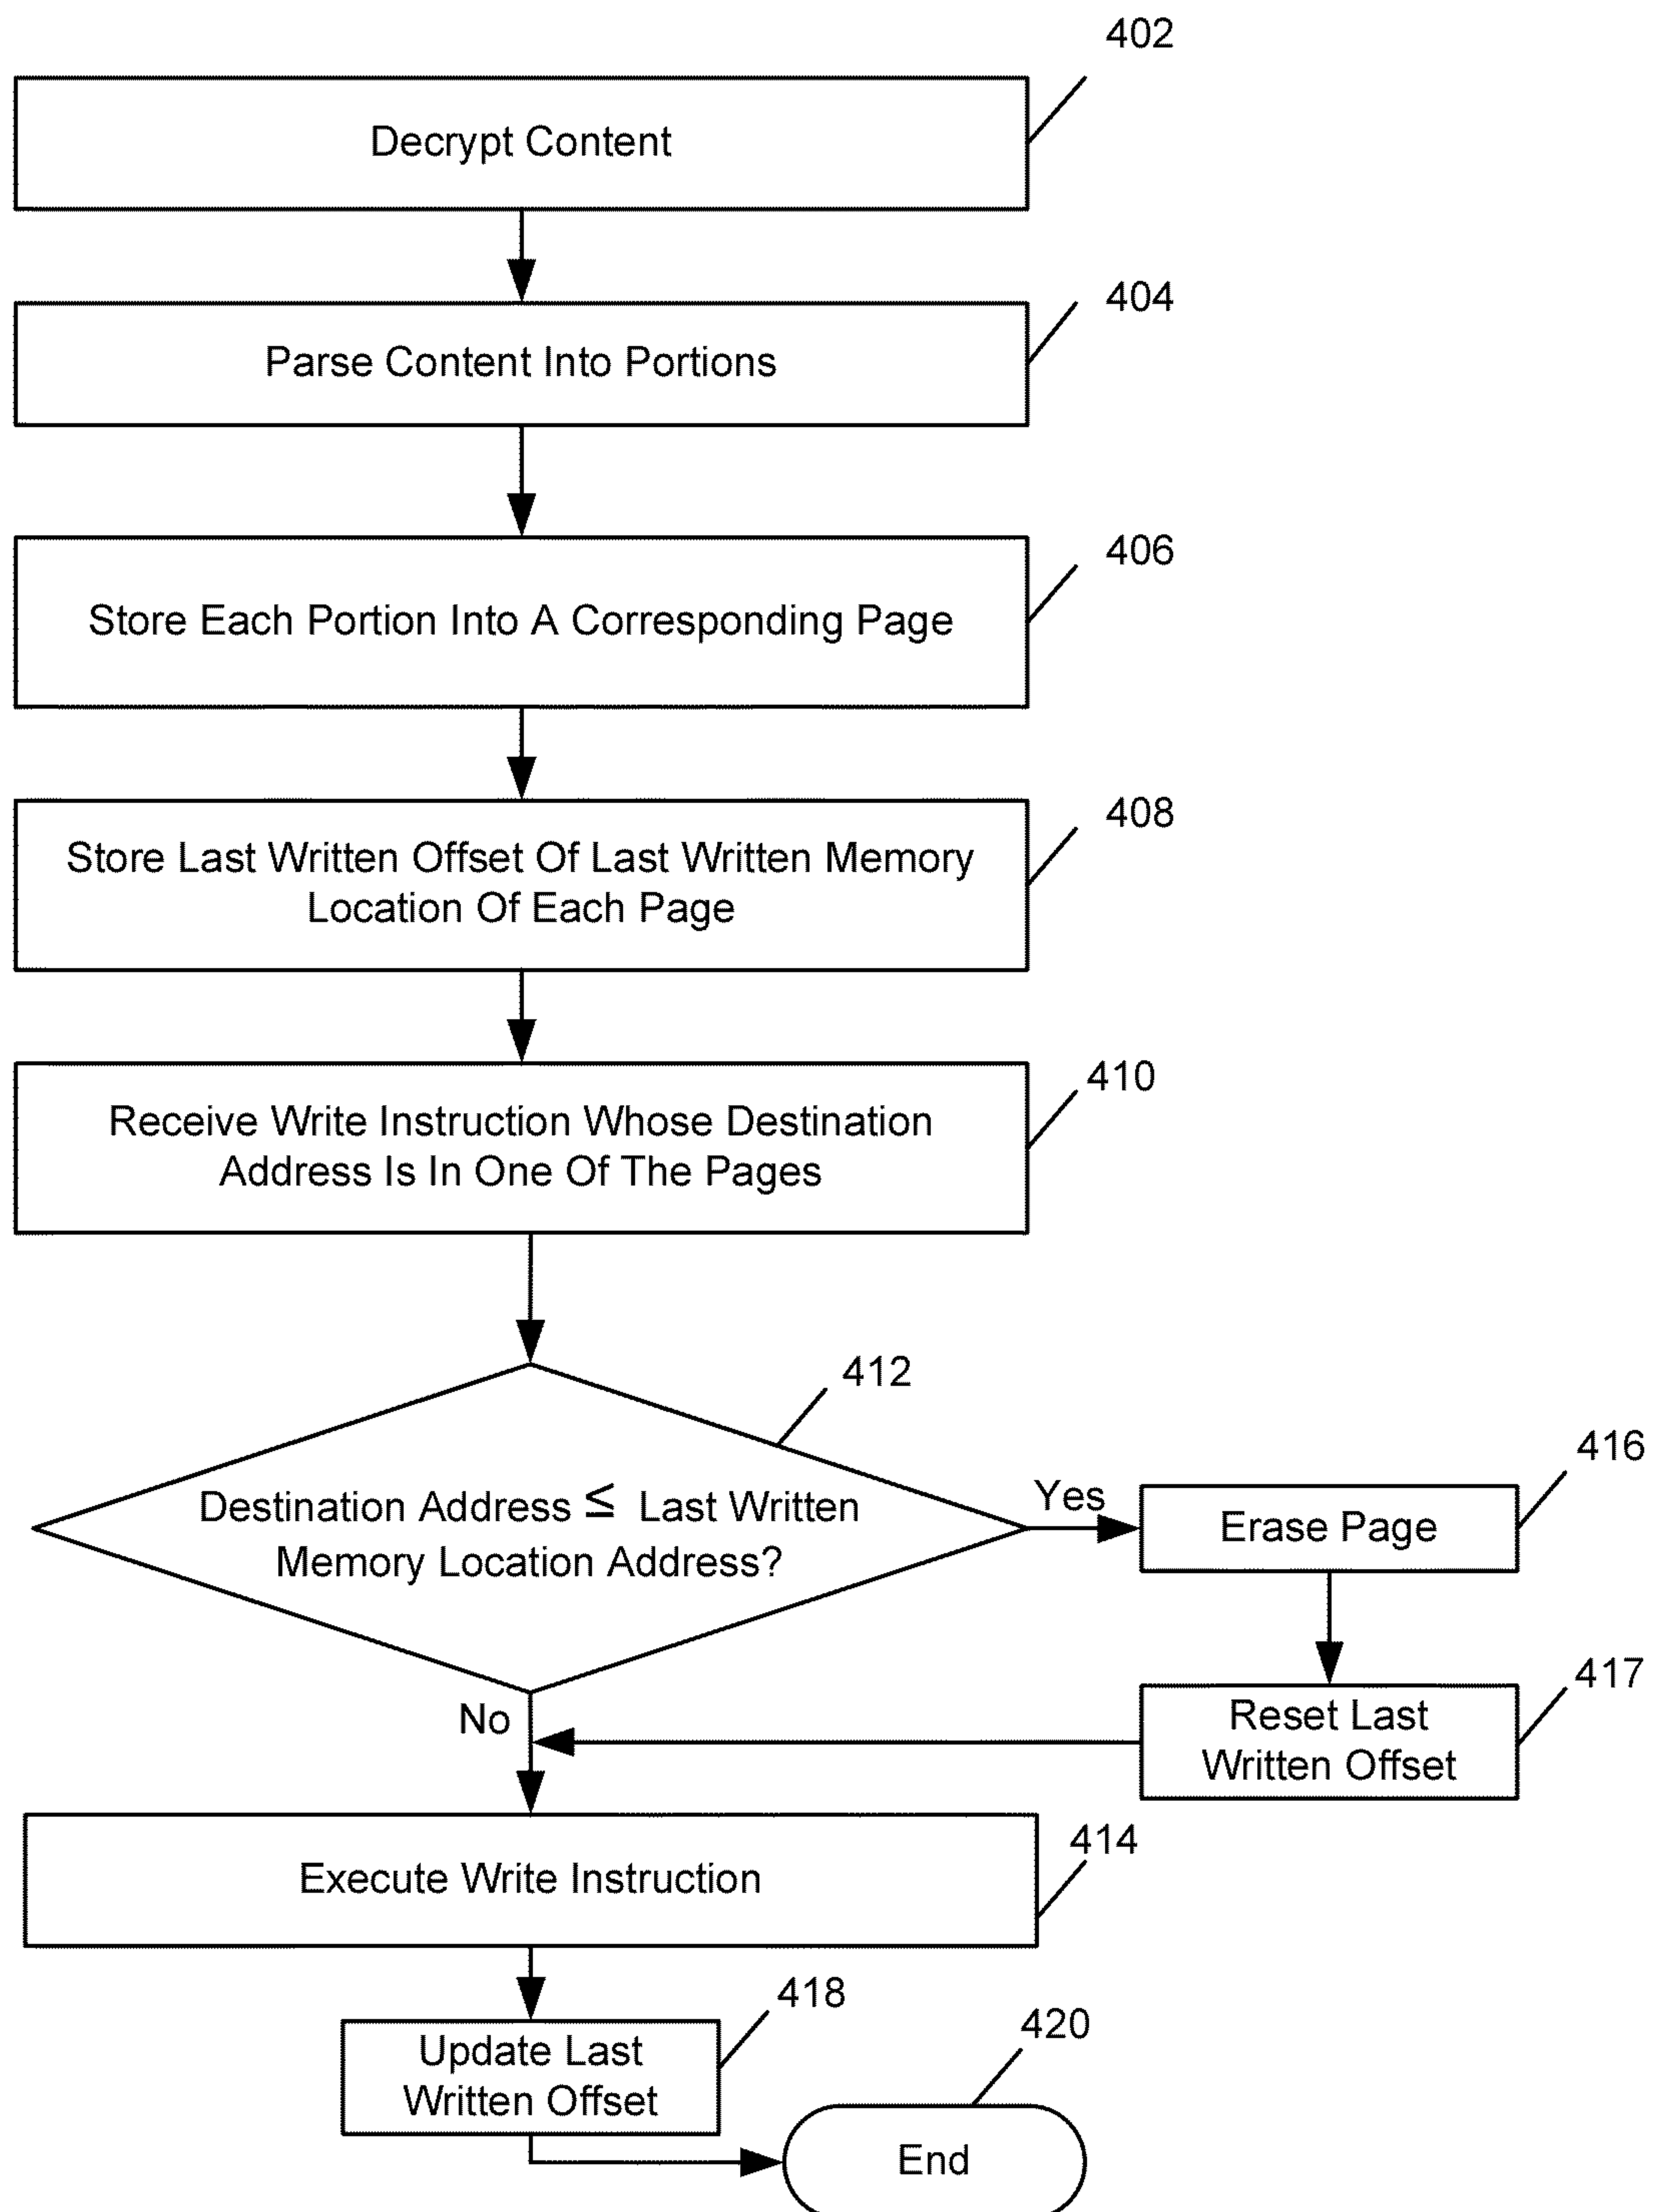 402
Decrypt Content
404
Parse Content Into Portions
406
Store Each Portion Into A Corresponding Page
408
Store Last Written Offset Of Last Written Memory
Location Of Each Page
410
Receive Write Instruction Whose Destination
Address Is In One Of The Pages
412
Destination Address ≤ Last Written
Memory Location Address?
Yes
416
Erase Page
417
Reset Last
Written Offset
No
414
Execute Write Instruction
418
Update Last
Written Offset
420
End